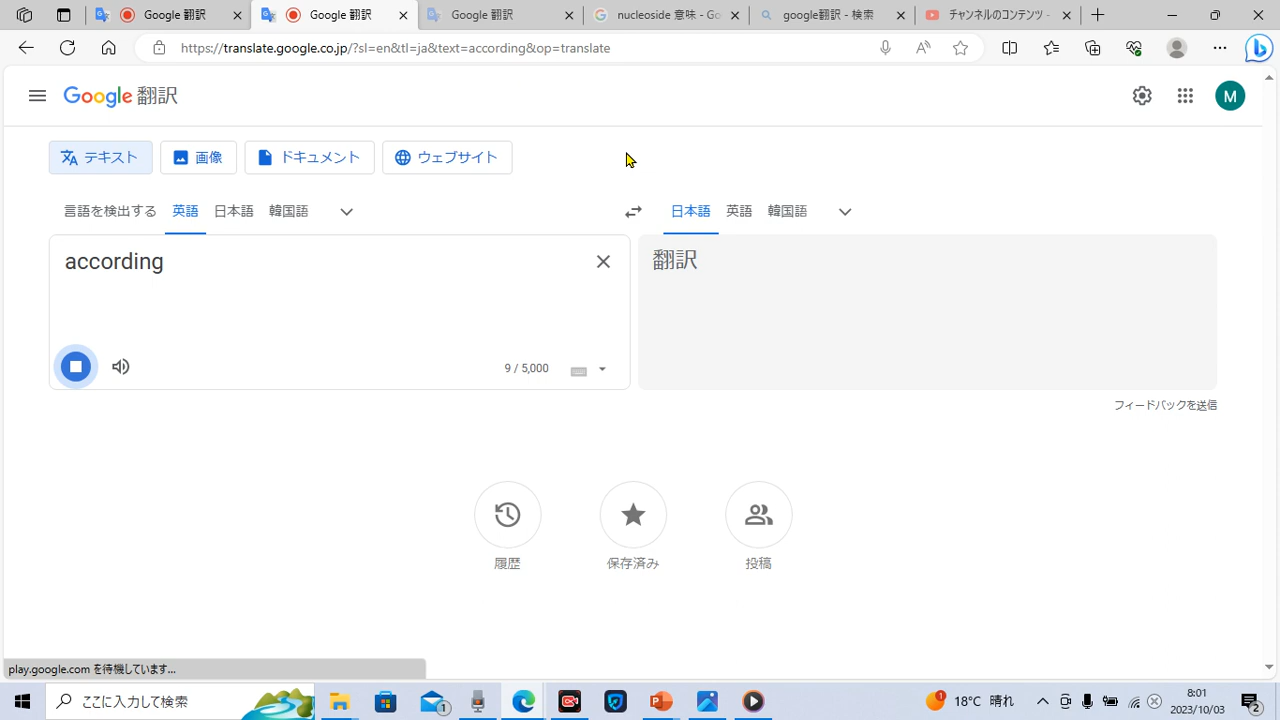 Google 翻訳
Google 翻訳
Google 翻訳
nucleoside 意味 - Go
google翻訳 - 検索
チャンネルのコンテンツ -
https://translate.google.co.jp/?sl=en&tl=ja&text=according&op=translate
Google 翻訳
M
テキスト
画像
ドキュメント
ウェブサイト
言語を検出する 英語 日本語 韓国語
日本語 英語 韓国語
according
翻訳
9 / 5,000
フィードバックを送信
履歴
保存済み
投稿
play.google.com を待機しています...
ここに入力して検索
1
1
18°C 晴れ
8:01
2023/10/03
2